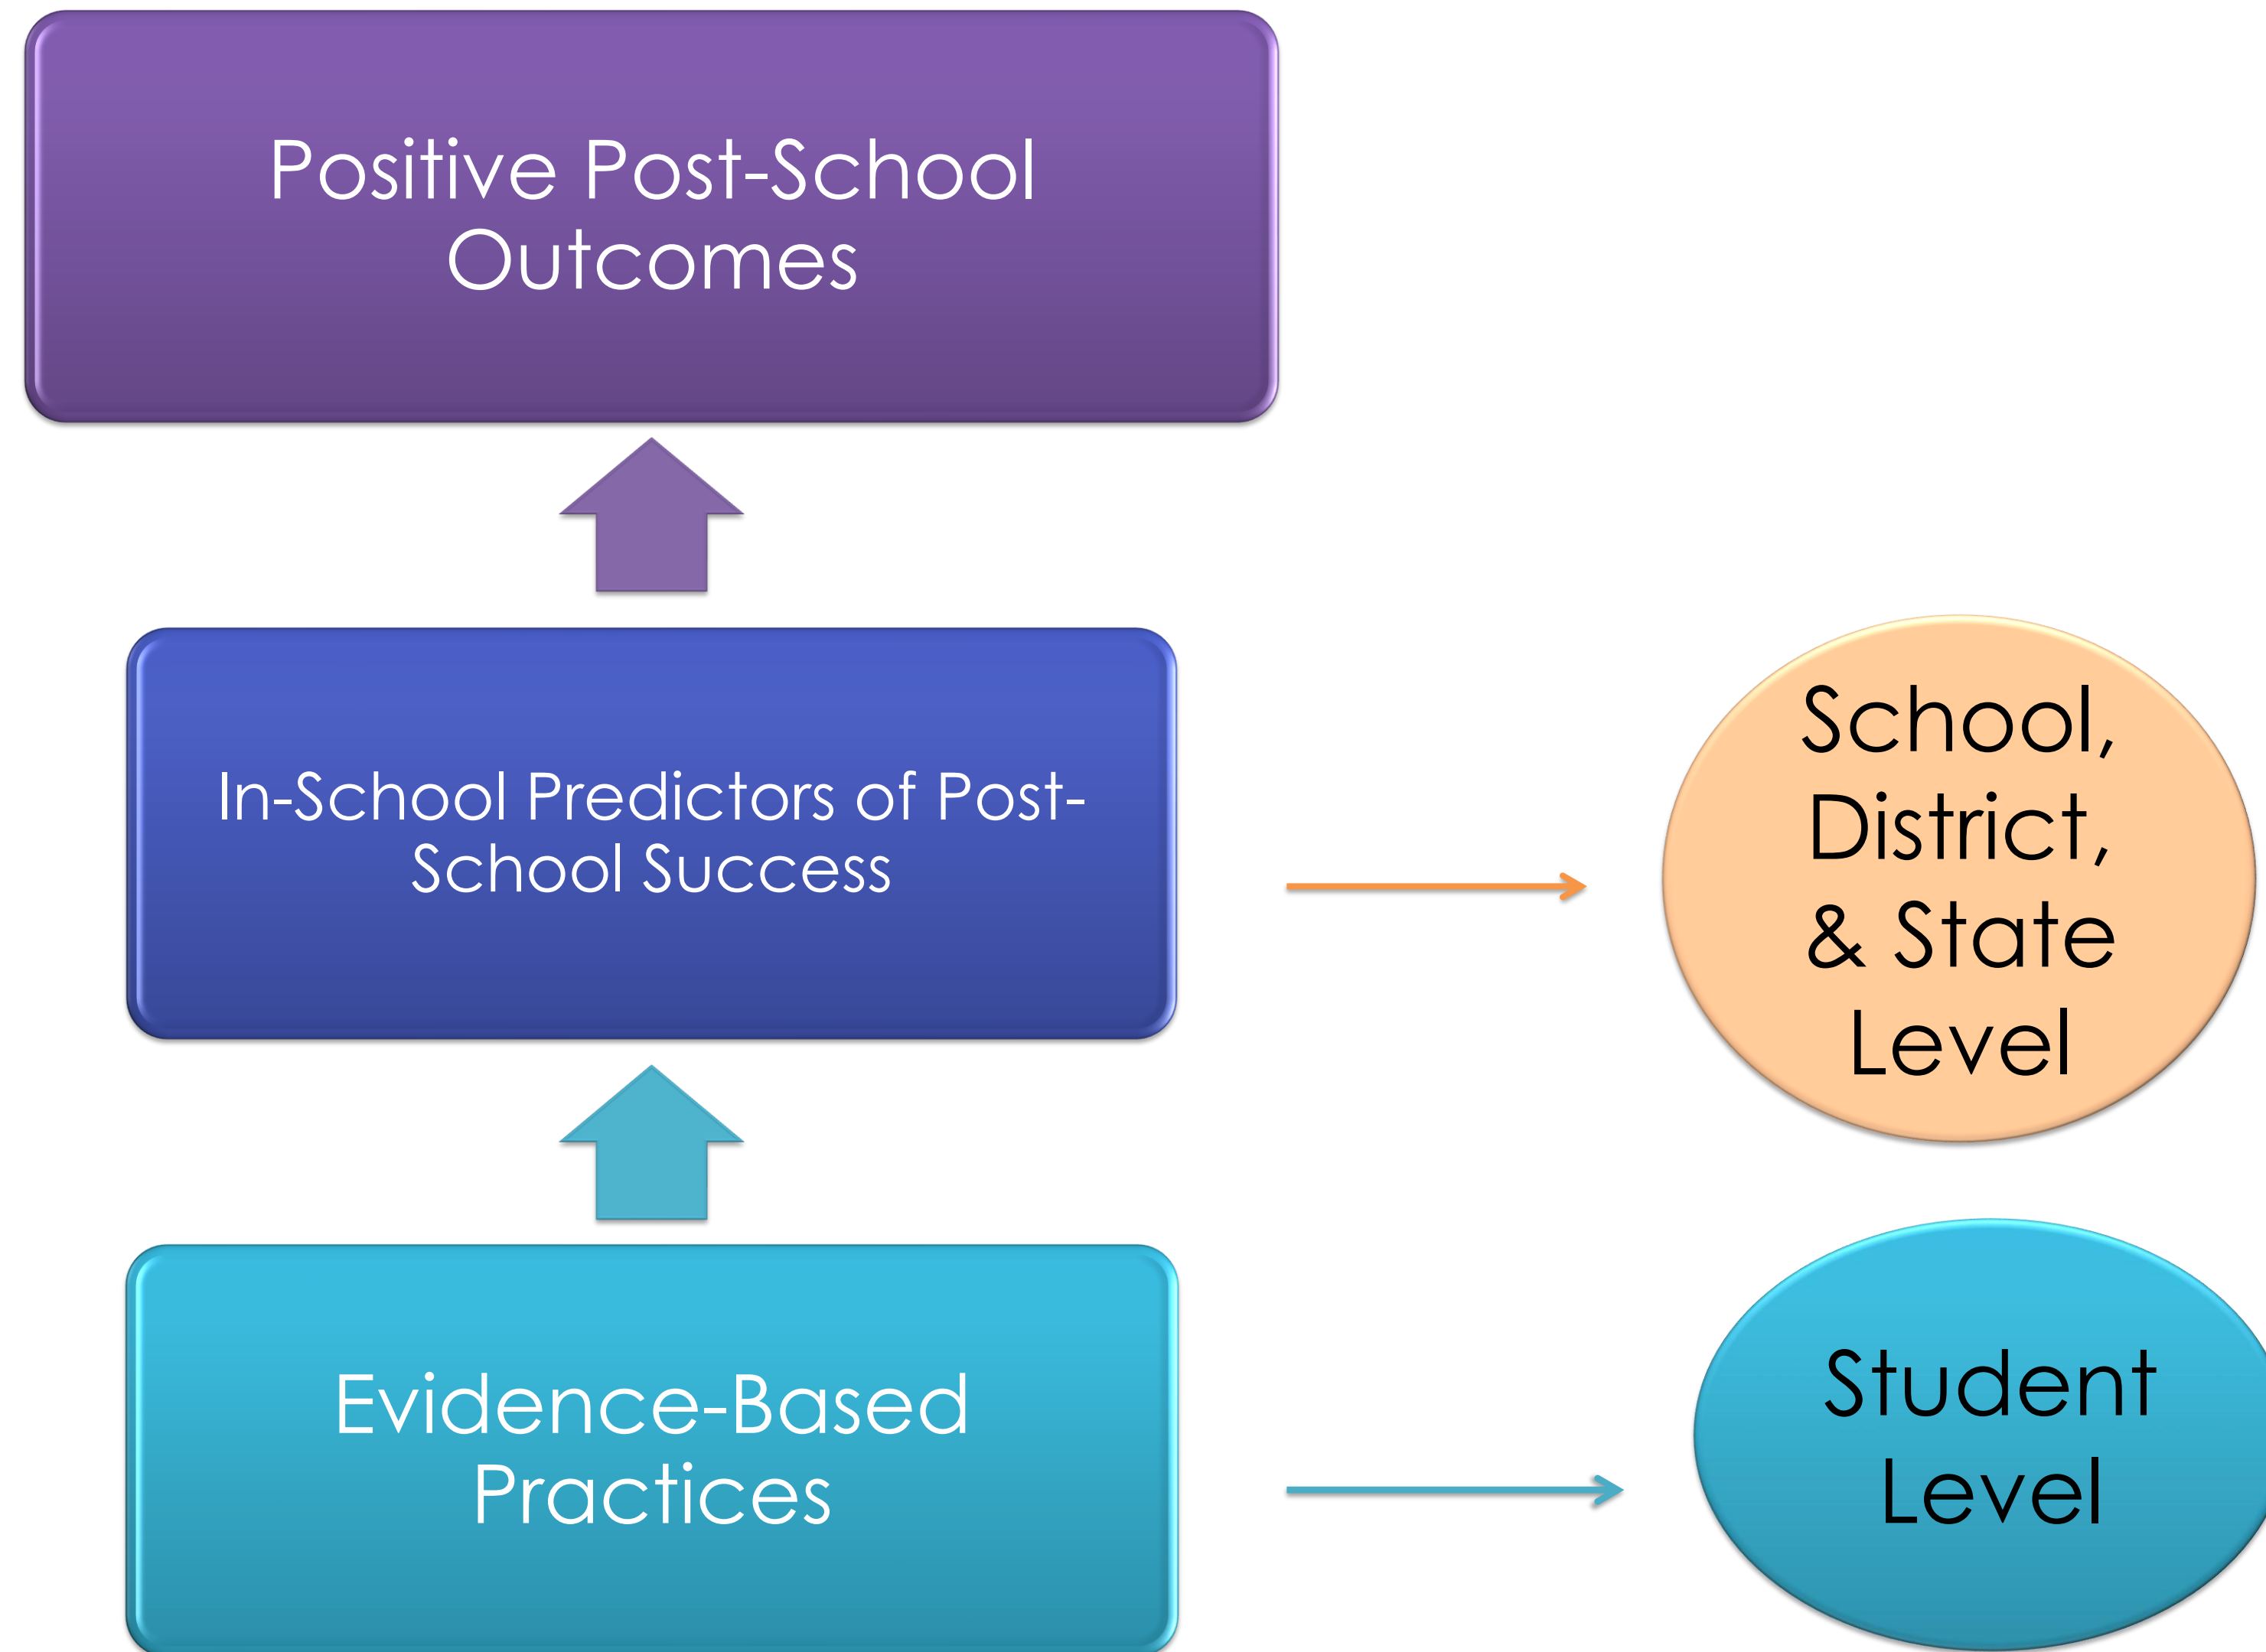 Positive Post-School
Outcomes
In-School Predictors of Post-
School Success
School,
District,
& State
Level
Evidence-Based
Practices
Student
Level